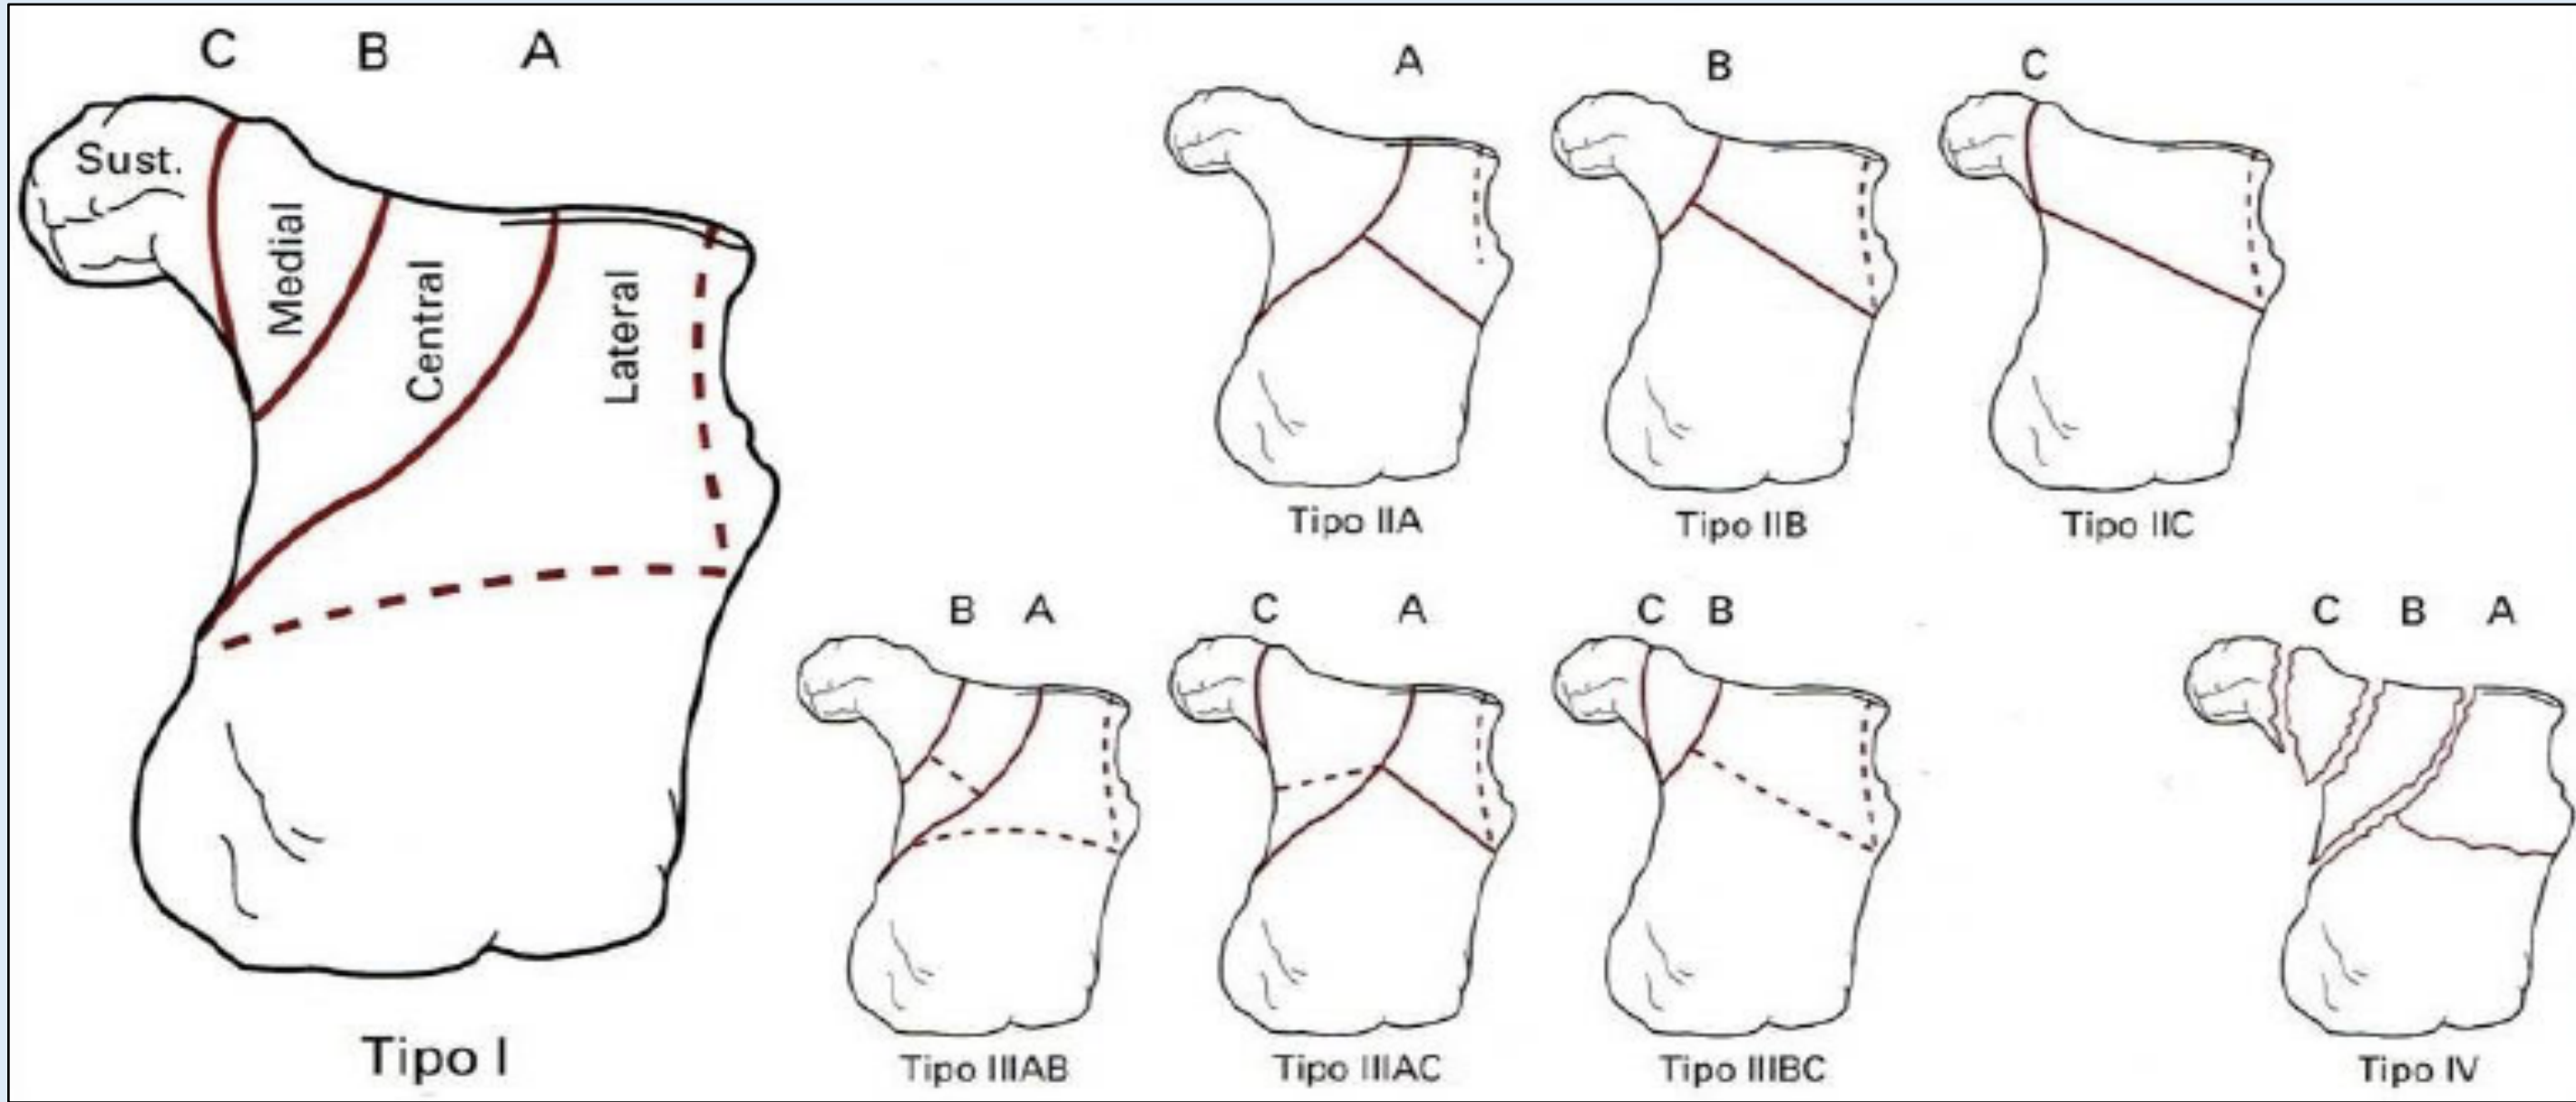 C B A
Sust.
Medial
Central
Lateral
Tipo I
A
Tipo IIA
B
Tipo IIB
C
Tipo IIC
B A
Tipo IIIAB
C A
Tipo IIIAC
C B
Tipo IIIBC
C B A
Tipo IV